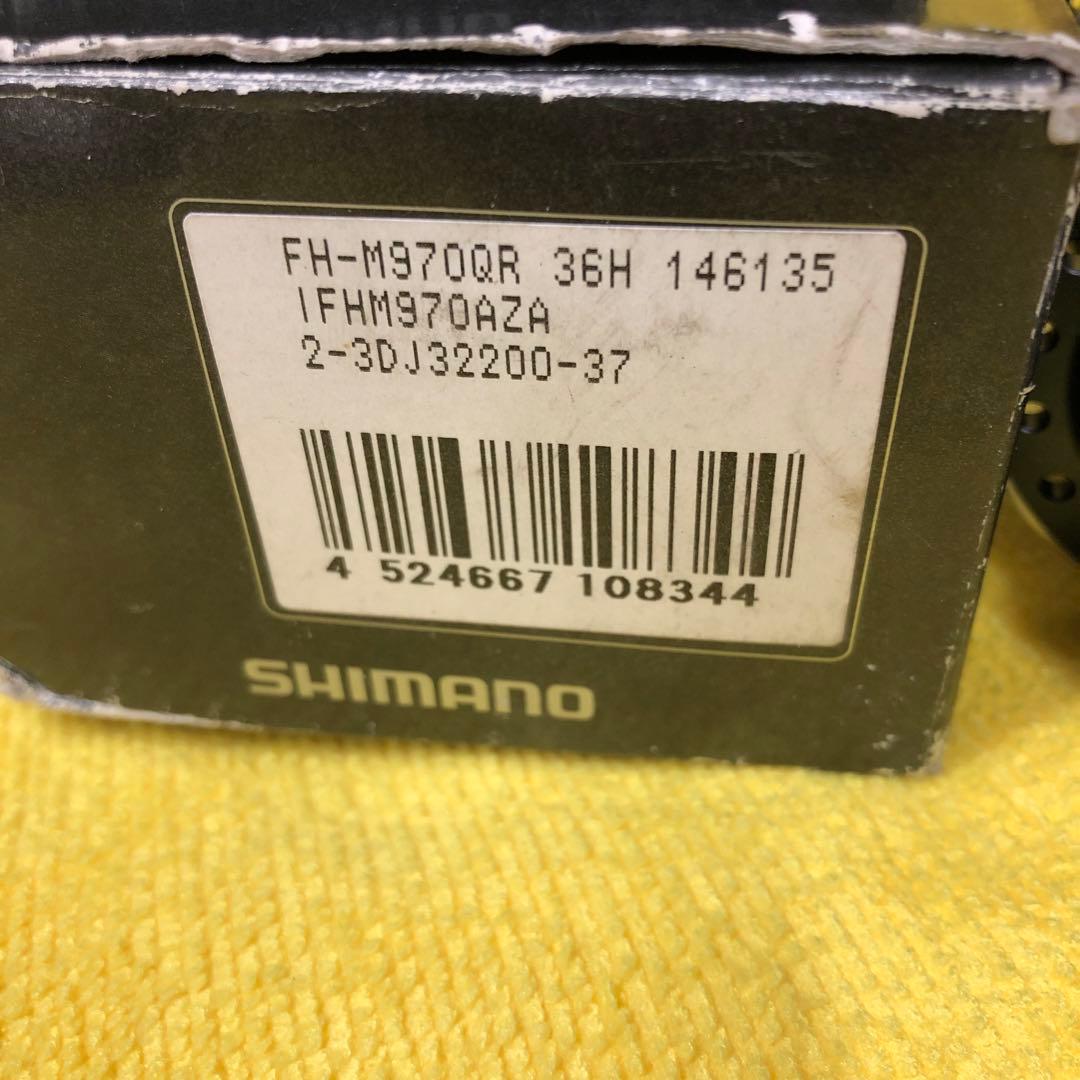 FH-M970QR 36H 146135
IFHM970AZA
2-3DJ32200-37
4 524667 108344
SHIMANO